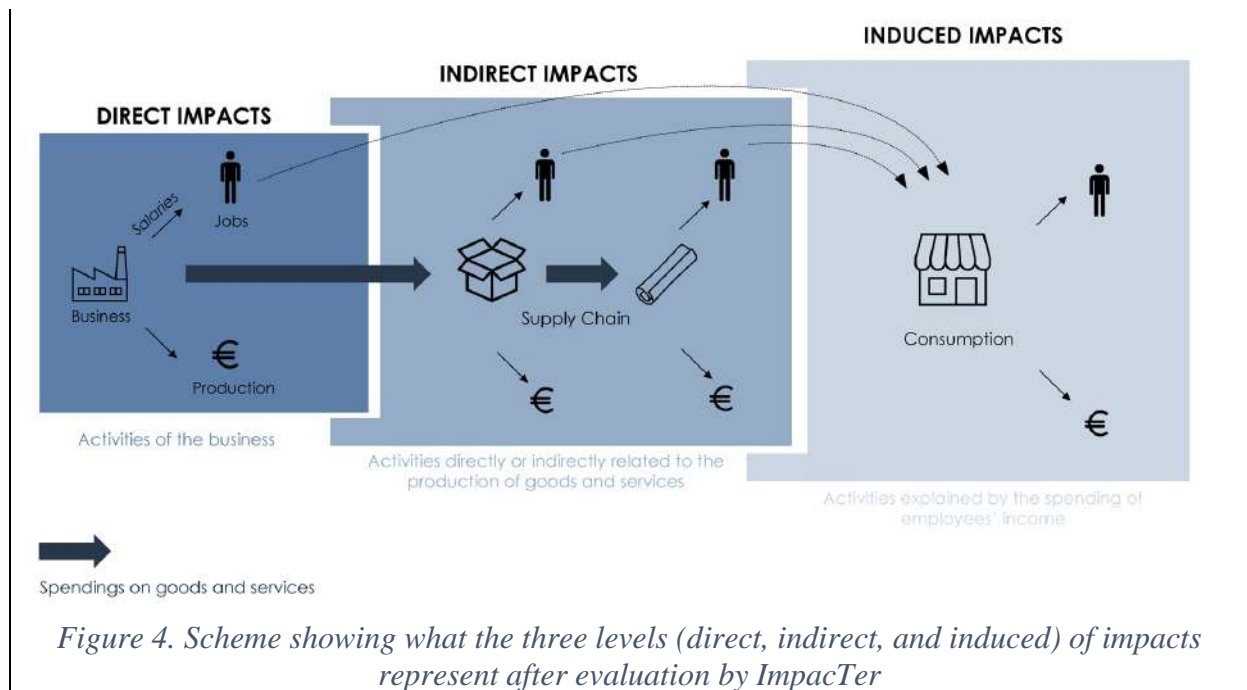 INDUCED IMPACTS
INDIRECT IMPACTS
DIRECT IMPACTS
Salaries
Jobs
Business
€
Production
Supply Chain
€
€
Consumption
€
Activities of the business
Activities directly or indirectly related to the
production of goods and services
Activities explained by the spending of
employees' income
Spendings on goods and services
Figure 4. Scheme showing what the three levels (direct, indirect, and induced) of impacts
represent after evaluation by ImpacTer